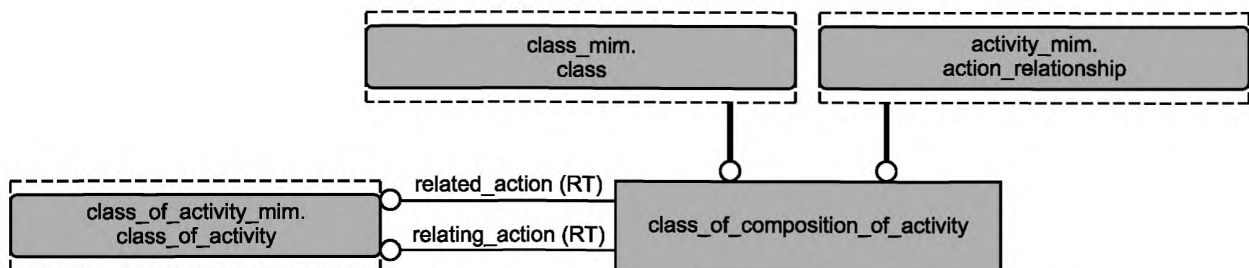 class_mim.
class
activity_mim.
action_relationship
related_action (RT)
class_of_activity_mim.
class_of_activity
relating_action (RT)
class_of_composition_of_activity